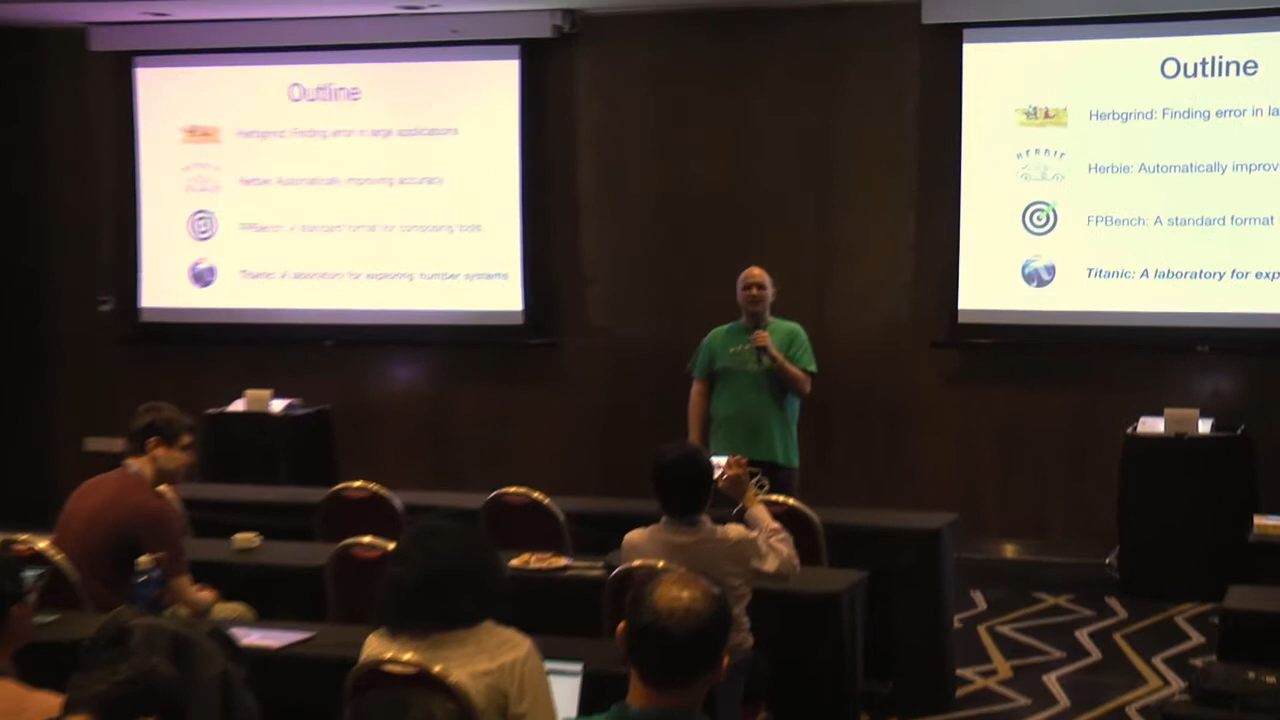 Outline
Herbgrind: Finding error in large applications
Herbie: Automatically improving accuracy
FPBench: A standard format for composing tools
Titanic: A laboratory for exploring number systems
Outline
Herbgrind: Finding error in la
HERBIE
Herbie: Automatically improv
FPBench: A standard format
Titanic: A laboratory for exp